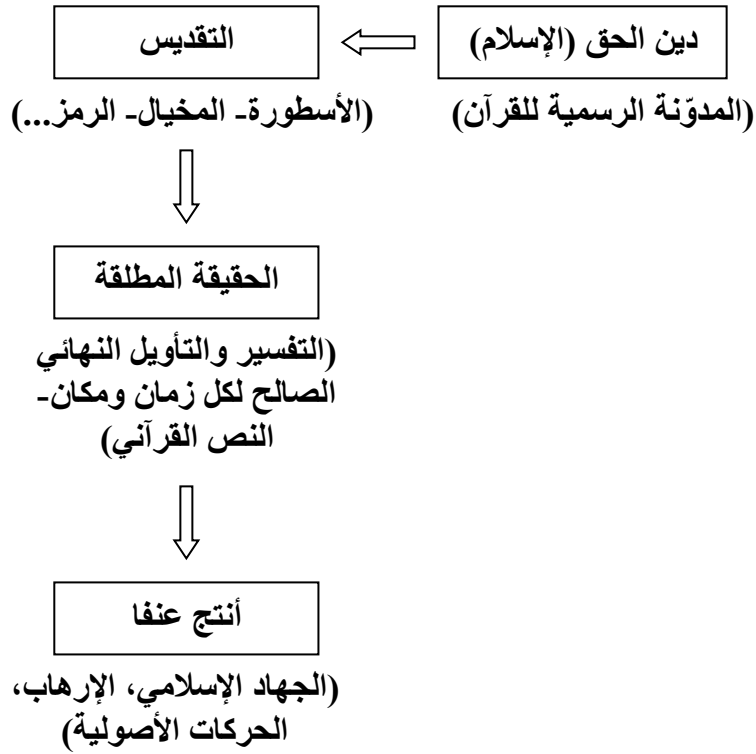 دين الحق (الإسلام)
(المدوّنة الرسمية للقرآن)
التقديس
(الأسطورة- المخيال- الرمز...)
الحقيقة المطلقة
(التفسير والتأويل النهائي
الصالح لكل زمان ومكان-
النص القرآني)
أنتج عنفا
(الجهاد الإسلامي، الإرهاب،
الحركات الأصولية)